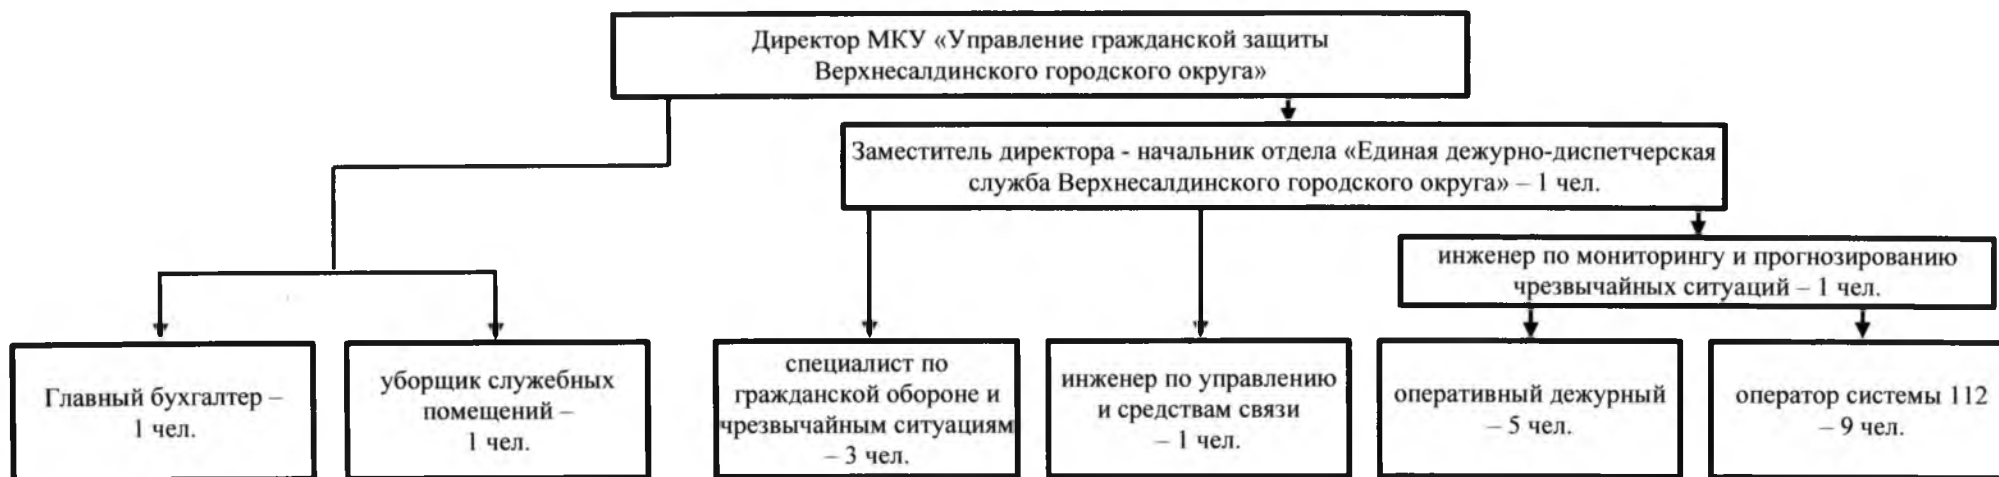 Директор МКУ «Управление гражданской защиты
Верхнесалдинского городского округа»
Заместитель директора - начальник отдела «Единая дежурно-диспетчерская
служба Верхнесалдинского городского округа» – 1 чел.
инженер по мониторингу и прогнозированию
чрезвычайных ситуаций – 1 чел.
Главный бухгалтер –
1 чел.
уборщик служебных
помещений –
1 чел.
специалист по
гражданской обороне и
чрезвычайным ситуациям
– 3 чел.
инженер по управлению
и средствам связи
– 1 чел.
оперативный дежурный
– 5 чел.
оператор системы 112
– 9 чел.